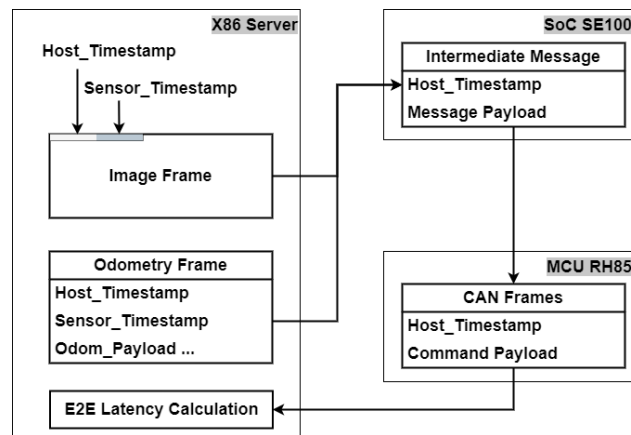 X86 Server
Host_Timestamp
Sensor_Timestamp
Image Frame
Odometry Frame
Host_Timestamp
Sensor_Timestamp
Odom_Payload ...
E2E Latency Calculation
SoC SE100
Intermediate Message
Host_Timestamp
Message Payload
MCU RH85
CAN Frames
Host_Timestamp
Command Payload